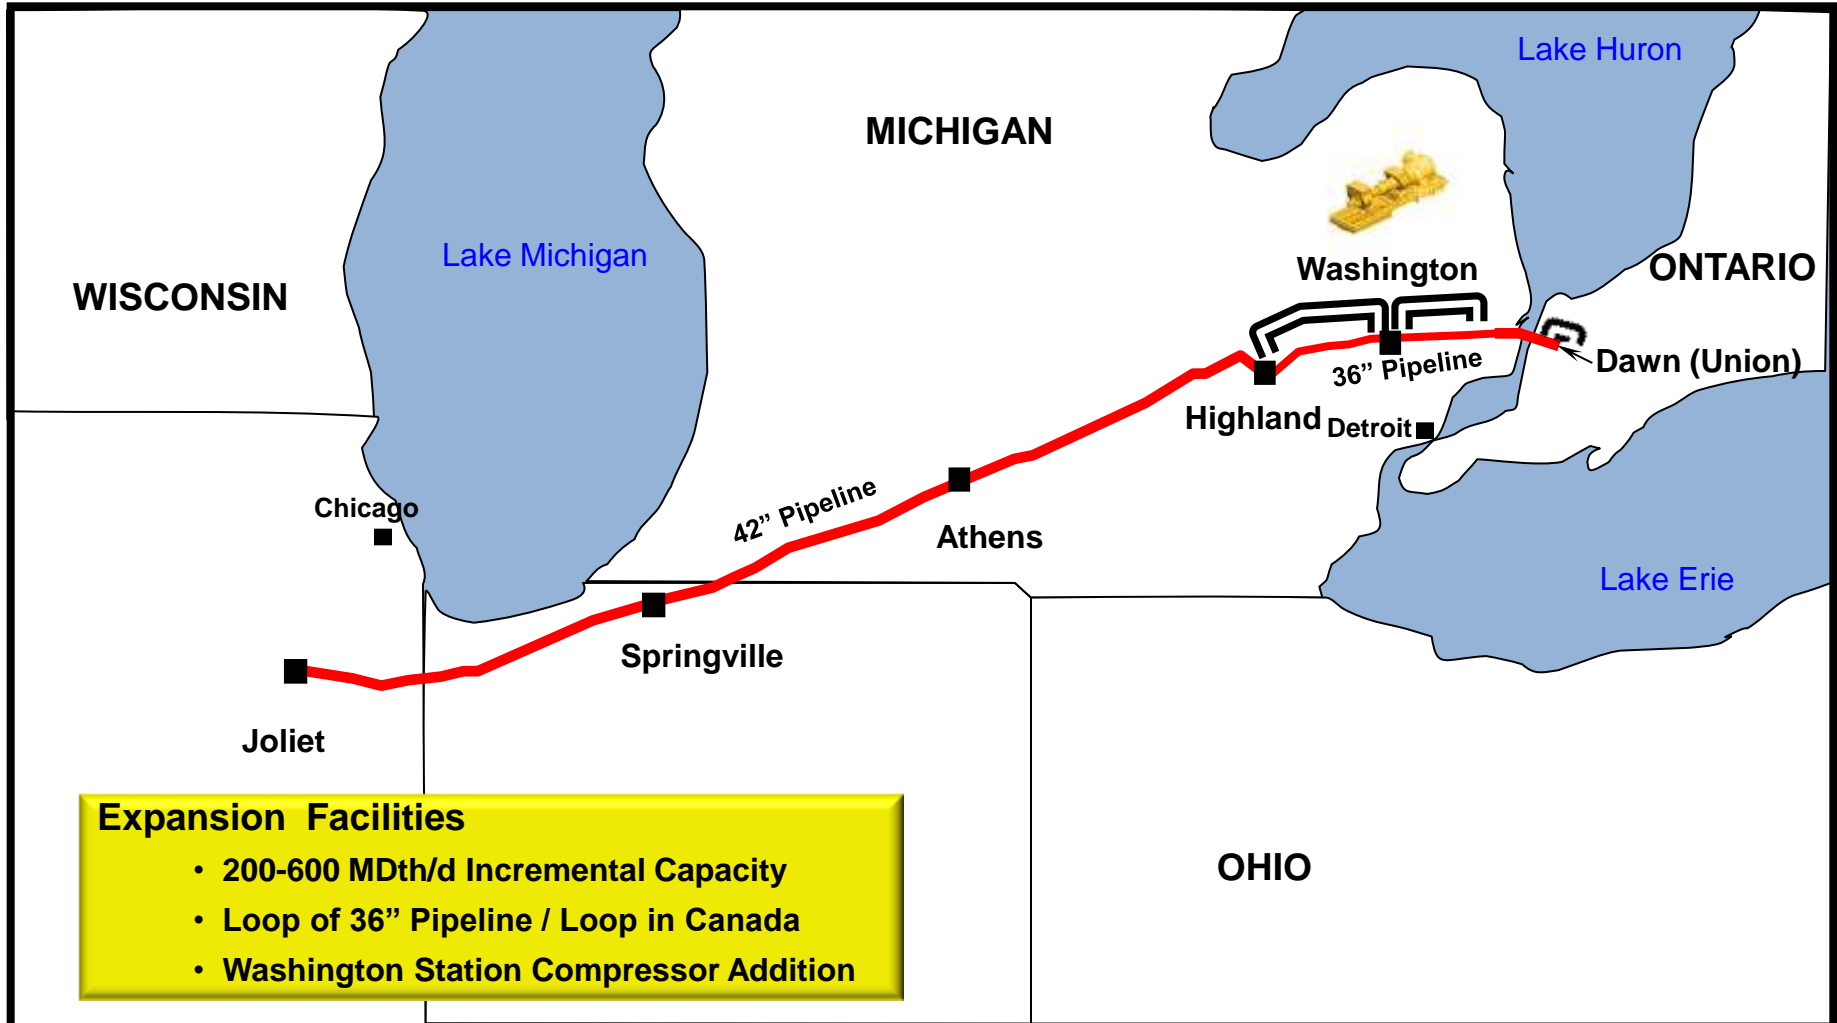 Lake Huron
MICHIGAN
Lake Michigan
Washington
ONTARIO
WISCONSIN
Dawn (Union)
36” Pipeline
Highland
Detroit
Chicago
42” Pipeline
Athens
Lake Erie
Springville
Joliet
Expansion Facilities
• 200-600 MDth/d Incremental Capacity
• Loop of 36” Pipeline / Loop in Canada
• Washington Station Compressor Addition
OHIO